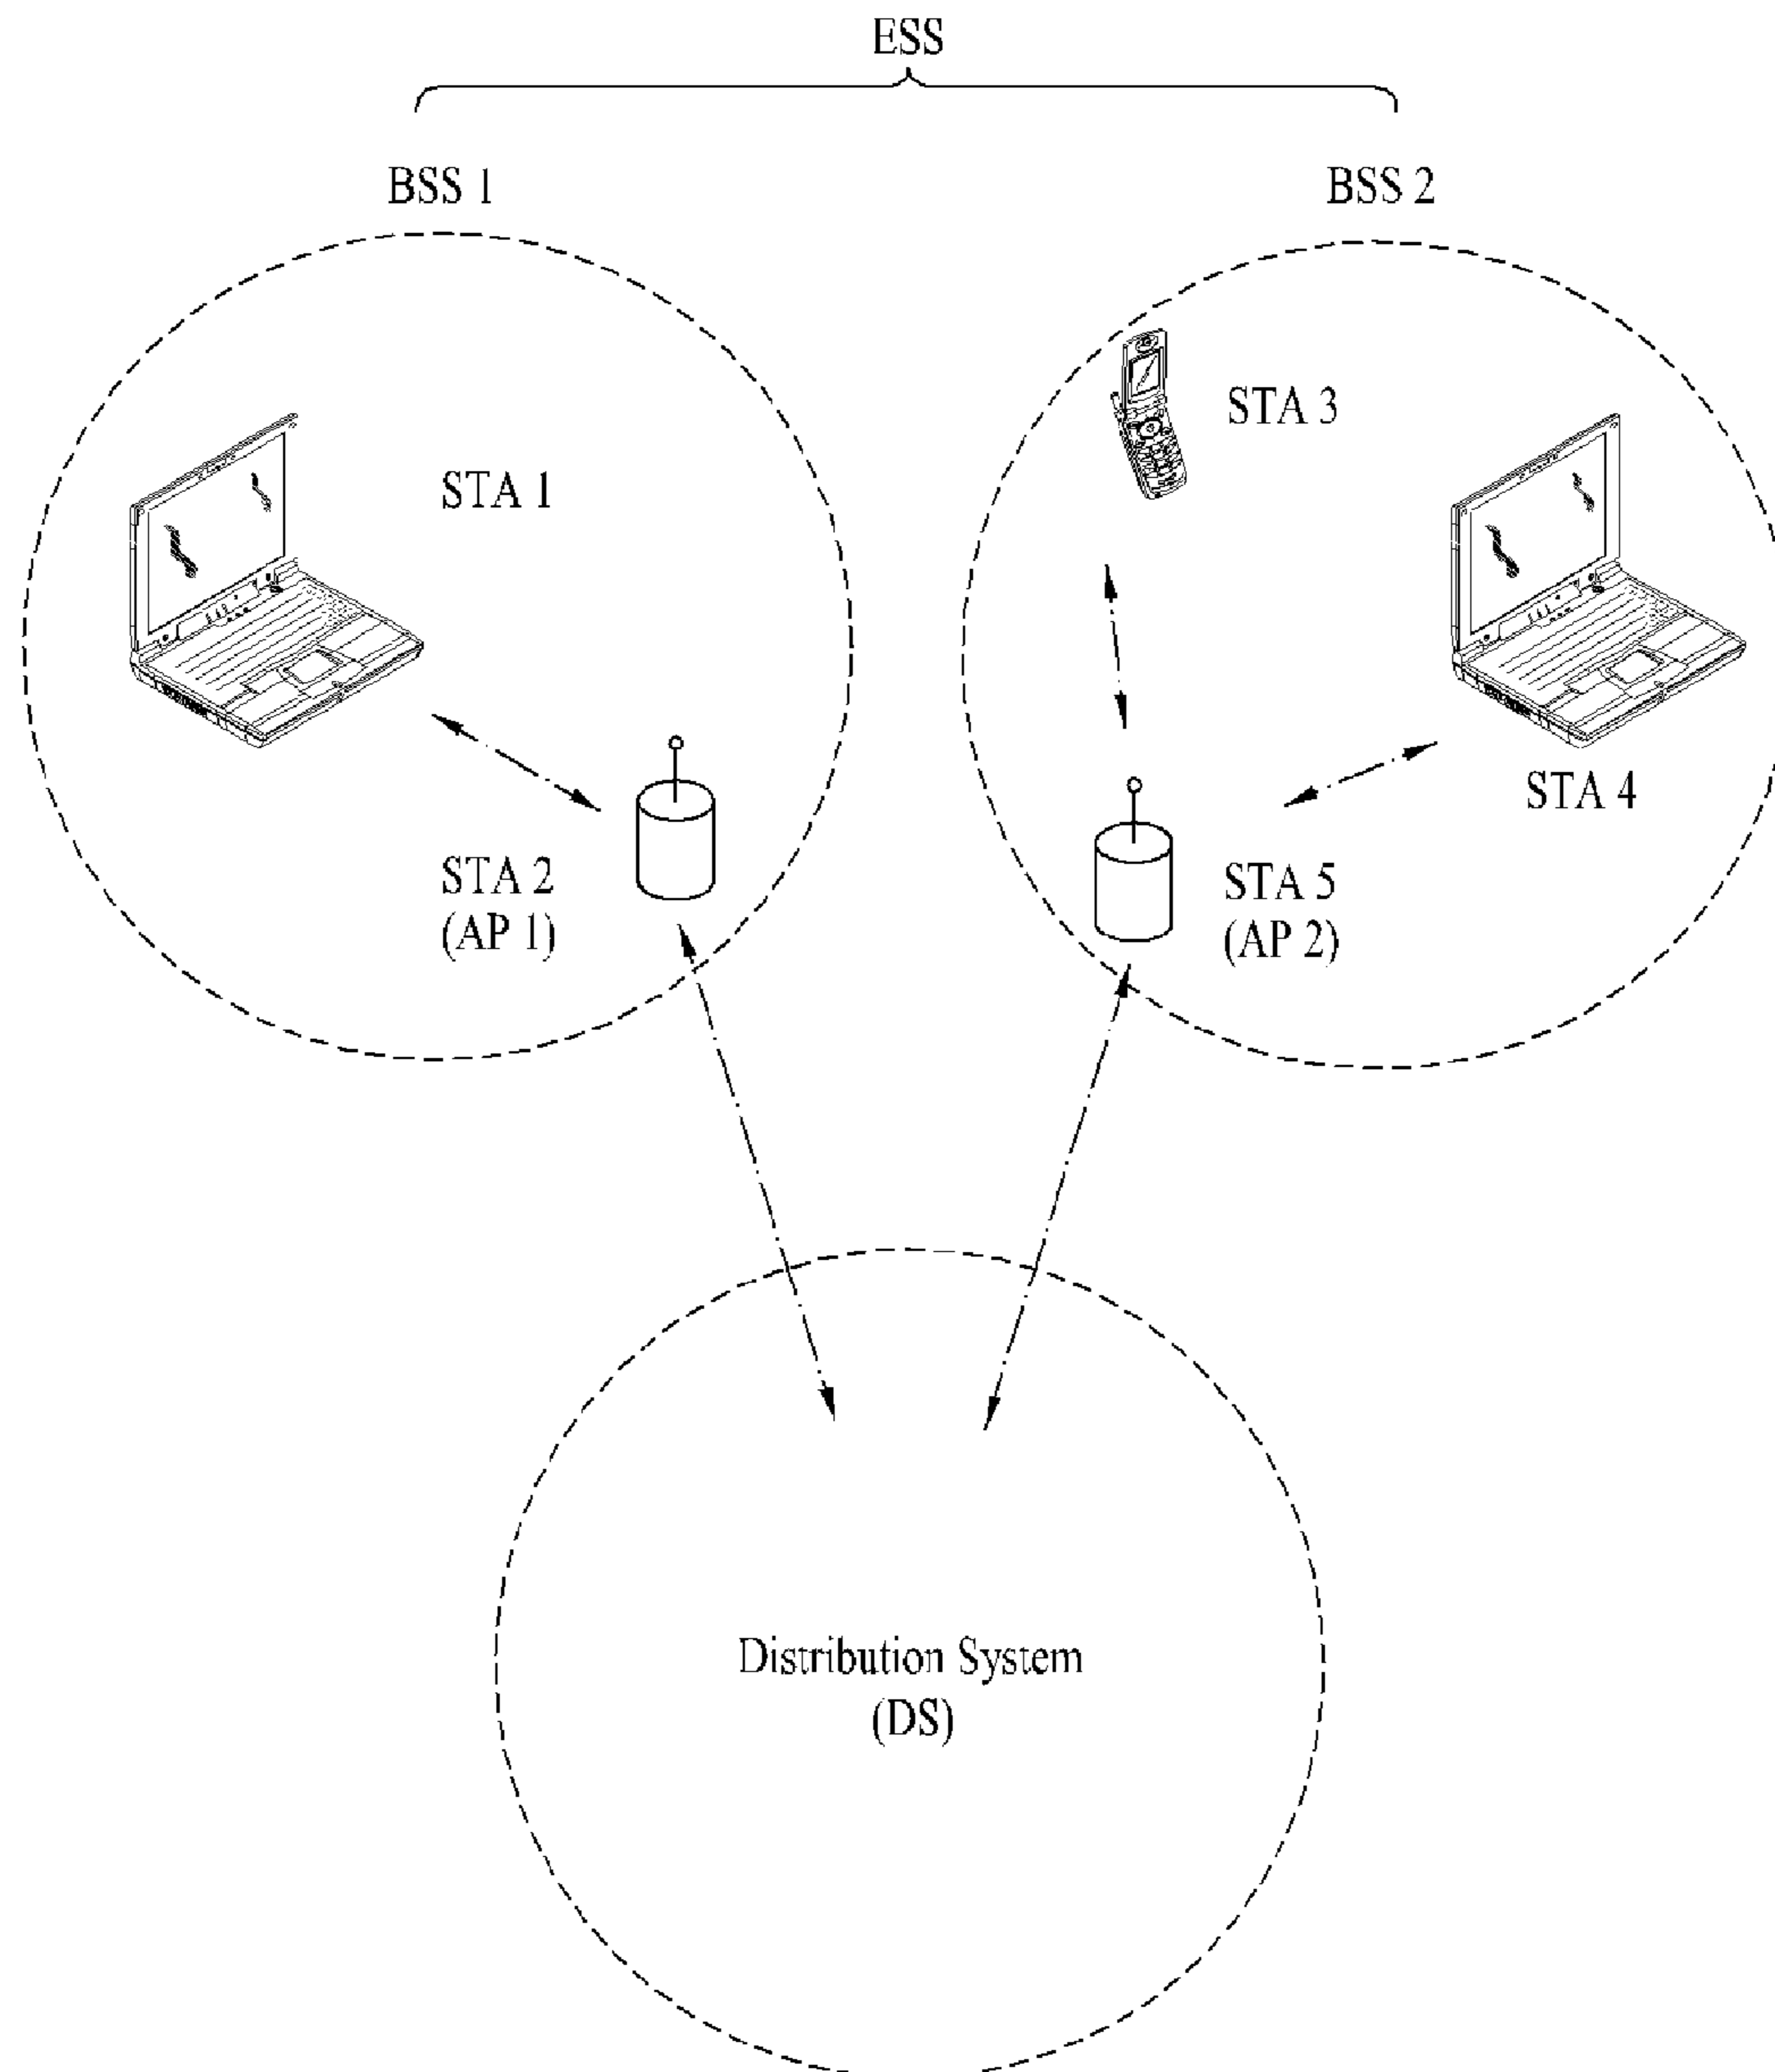 ESS
BSS 1
BSS 2
STA 3
STA 1
STA 4
STA 2
(AP 1)
STA 5
(AP 2)
Distribution System
(DS)